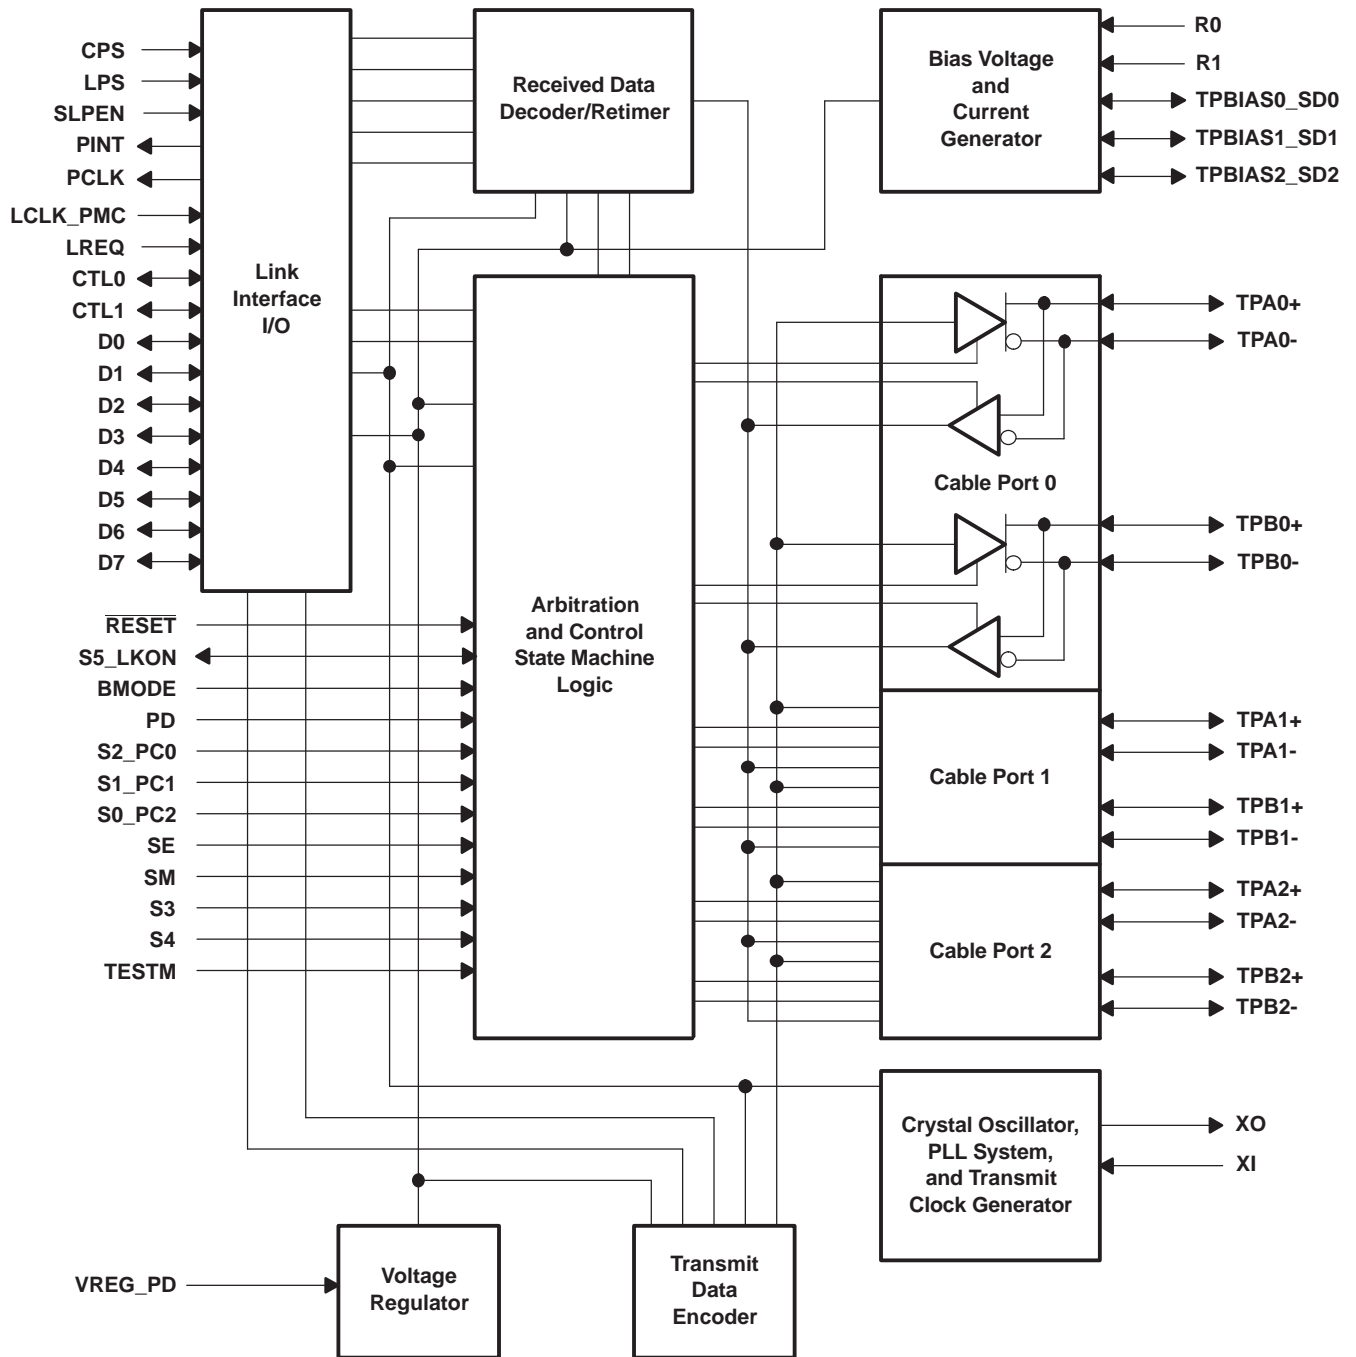 CPS
LPS
SLPEN
PINT
PCLK
LCLK_PMC
LREQ
CTL0
CTL1
D0
D1
D2
D3
D4
D5
D6
D7
Link
Interface
I/O
Received Data
Decoder/Retimer
Bias Voltage
and
Current
Generator
R0
R1
TPBIAS0_SD0
TPBIAS1_SD1
TPBIAS2_SD2
RESET
S5_LKON
BMODE
PD
S2_PC0
S1_PC1
S0_PC2
SE
SM
S3
S4
TESTM
Arbitration
and Control
State Machine
Logic
Cable Port 0
TPA0+
TPA0-
TPB0+
TPB0-
Cable Port 1
TPA1+
TPA1-
TPB1+
TPB1-
Cable Port 2
TPA2+
TPA2-
TPB2+
TPB2-
Crystal Oscillator,
PLL System,
and Transmit
Clock Generator
XO
XI
VREG_PD
Voltage
Regulator
Transmit
Data
Encoder